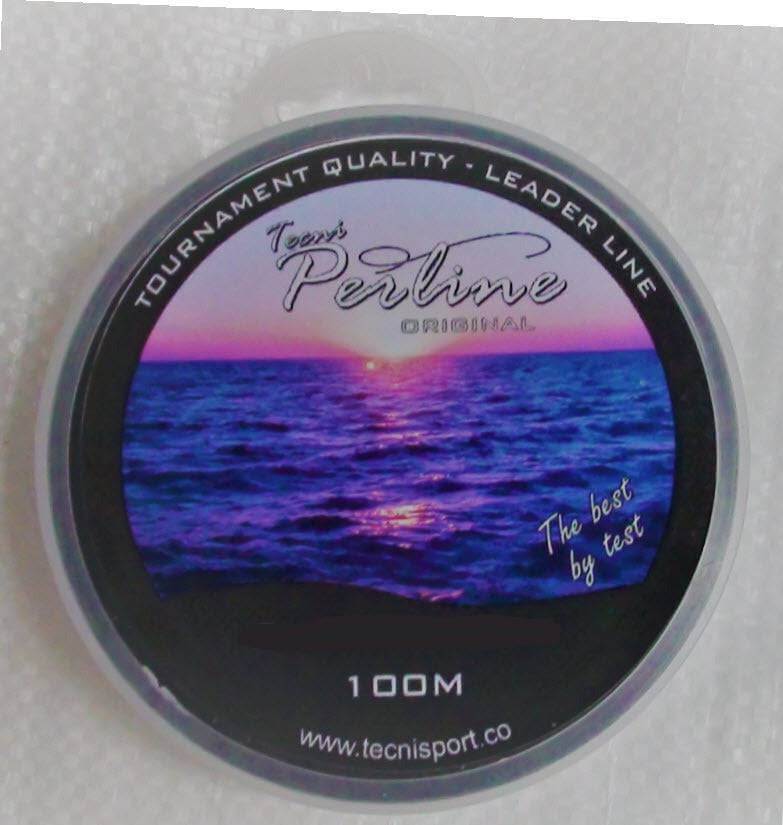 TOURNAMENT QUALITY - LEADER LINE
Tecni
Perline
ORIGINAL
The best
by test
100M
www.tecnisport.co